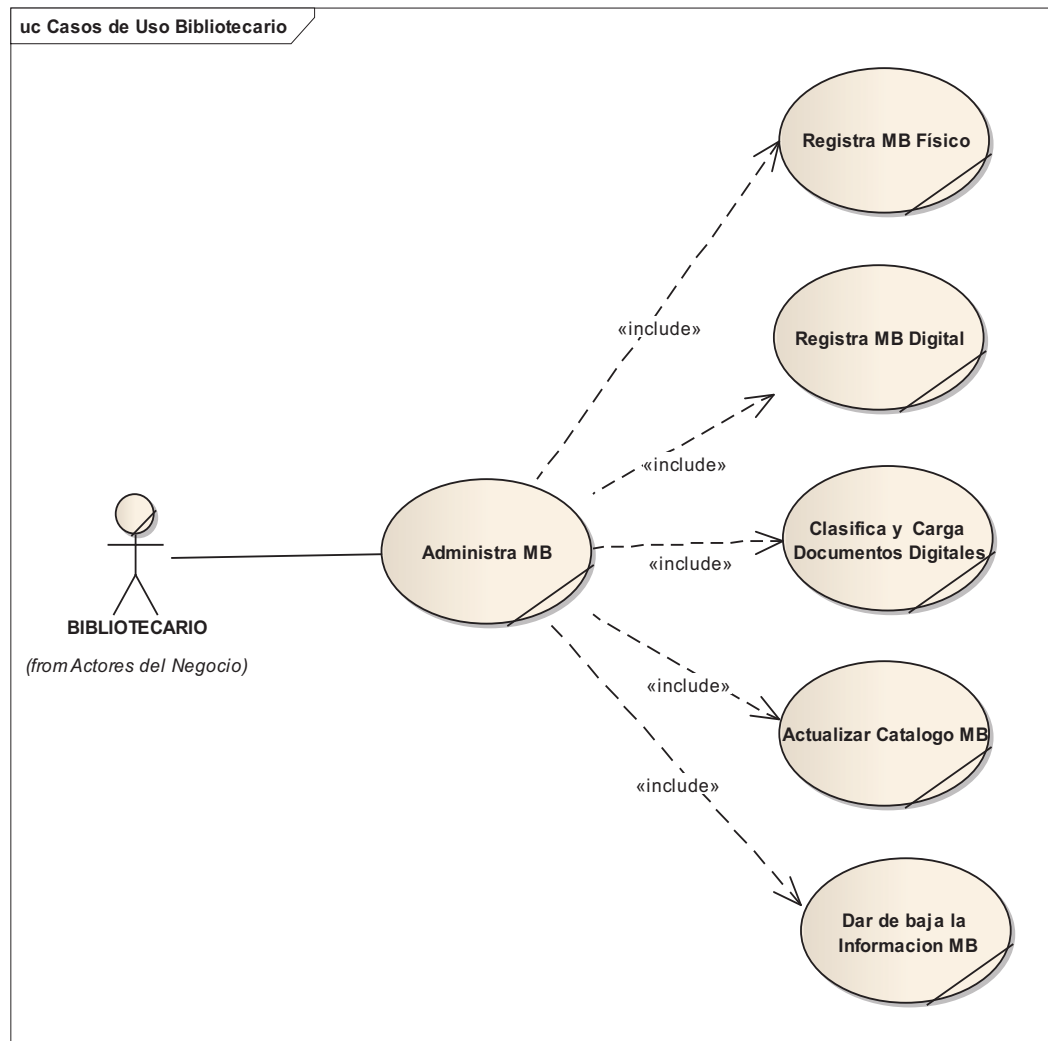 uc Casos de Uso Bibliotecario
Registra MB Físico
«include»
Registra MB Digital
«include»
Clasifica y Carga
Documentos Digitales
«include»
Administra MB
BIBLIOTECARIO
(from Actores del Negocio)
«include»
Actualizar Catalogo MB
«include»
Dar de baja la
Informacion MB